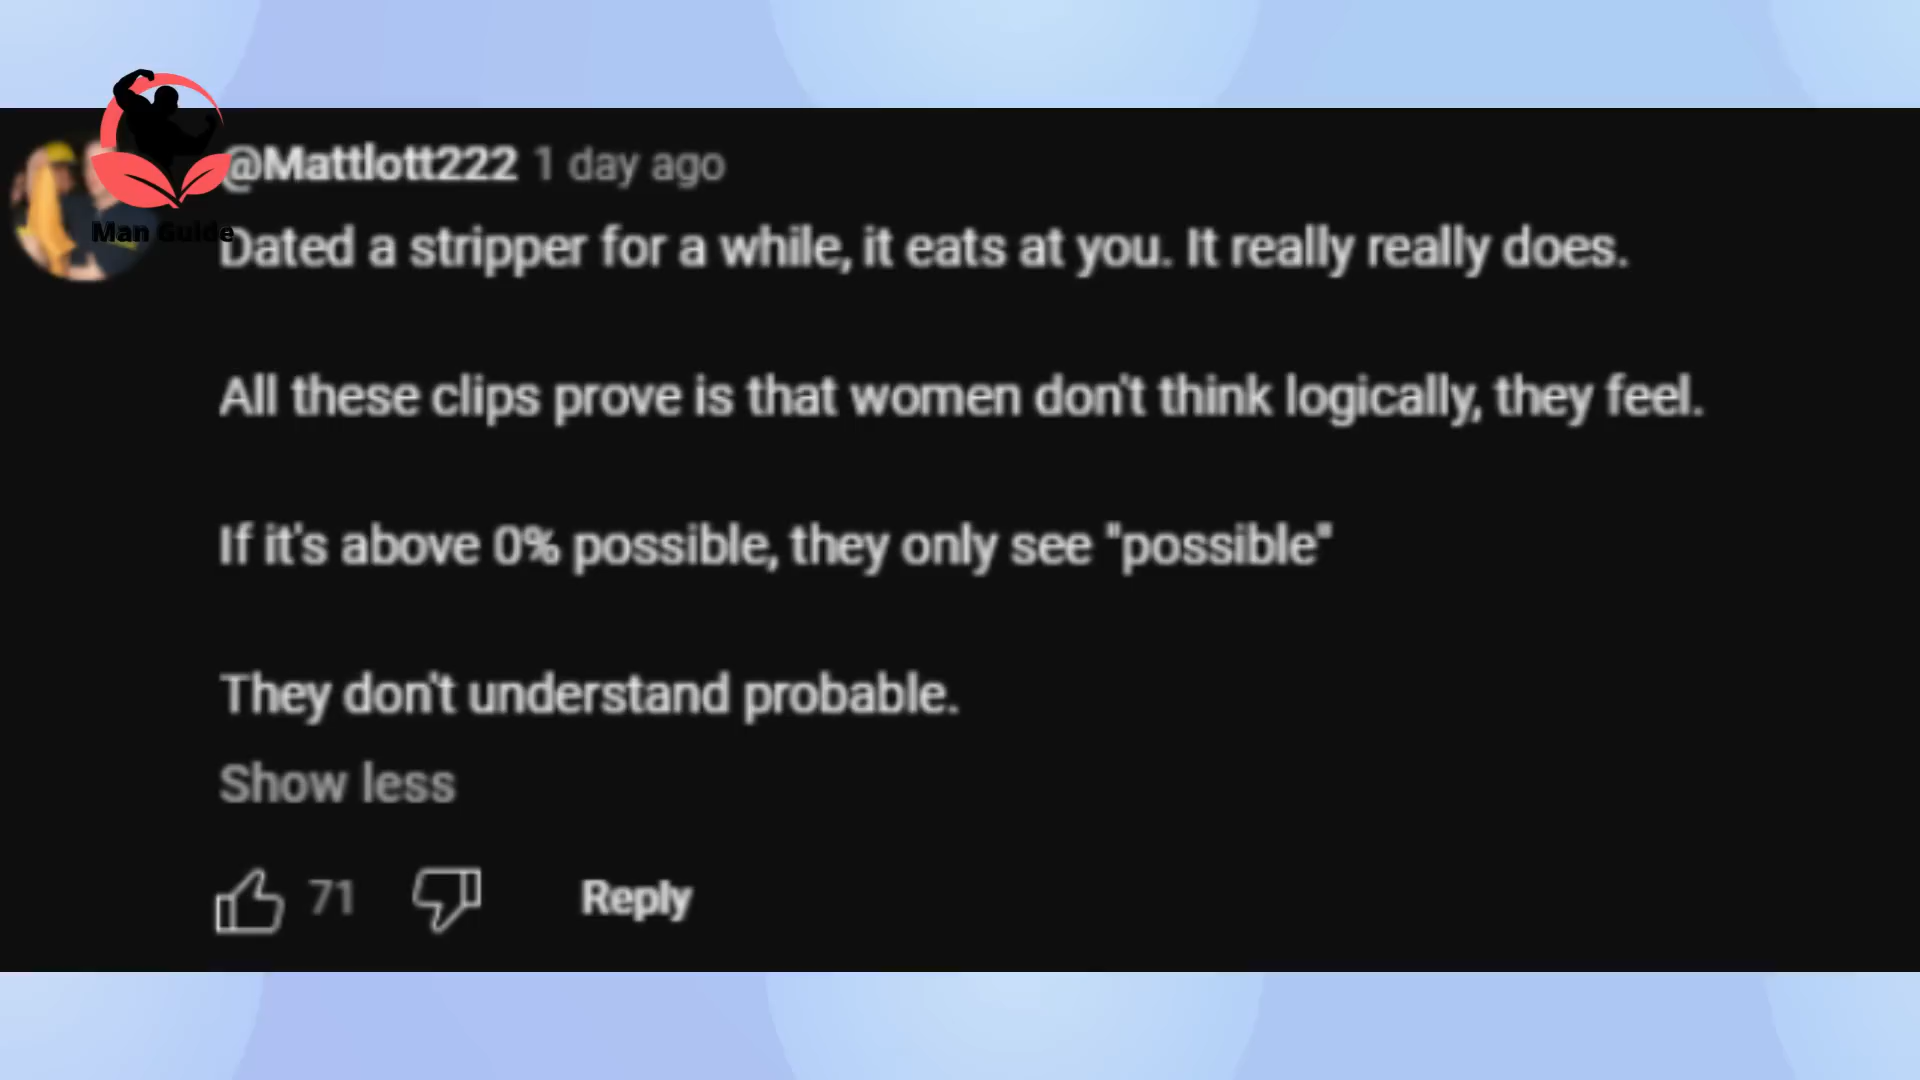 @Mattlott222 1 day ago
Man Guide
Dated a stripper for a while, it eats at you. It really really does.
All these clips prove is that women don't think logically, they feel.
If it's above 0% possible, they only see "possible"
They don't understand probable.
Show less
71 Reply